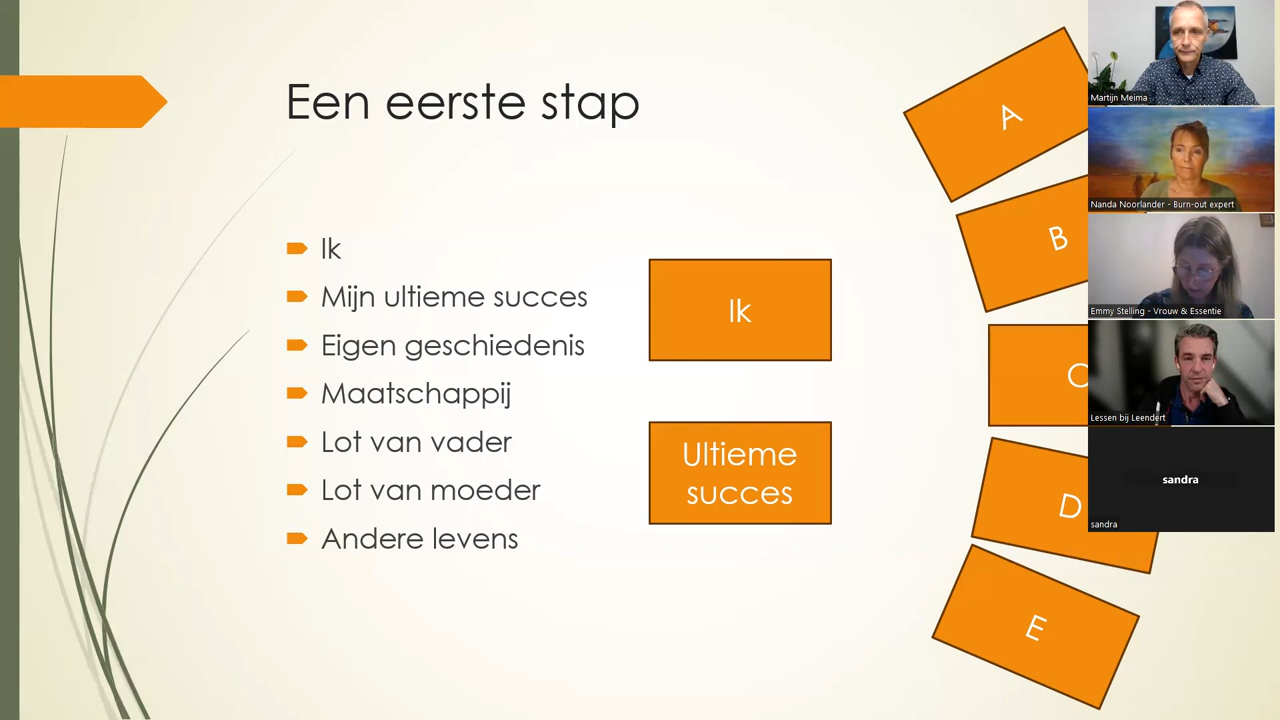 Een eerste stap
Ik
Mijn ultieme succes
Eigen geschiedenis
Maatschappij
Lot van vader
Lot van moeder
Andere levens
Ik
Ultieme
succes
A
B
C
D
E
Martijn Meima
Nanda Noorlander - Burn-out expert
Emmy Stelling - Vrouw & Essentie
Lessen bij Leendert
sandra
sandra